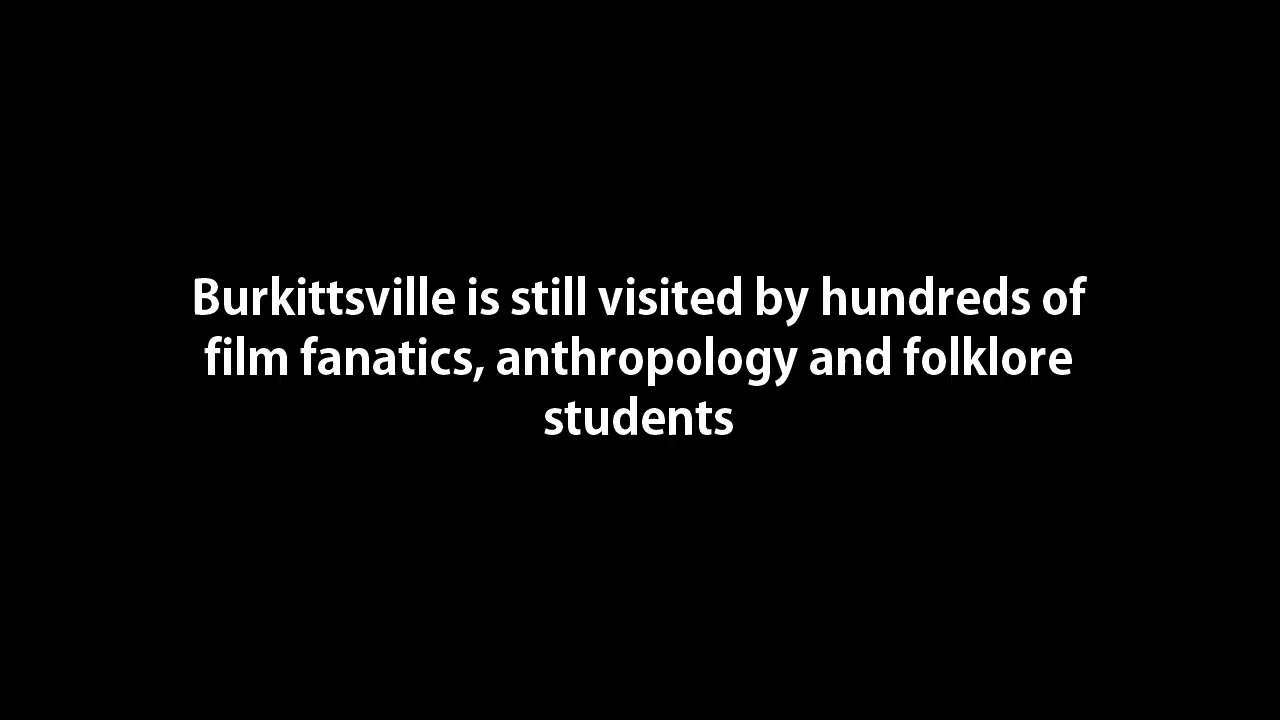 Burkittsville is still visited by hundreds of
film fanatics, anthropology and folklore
students